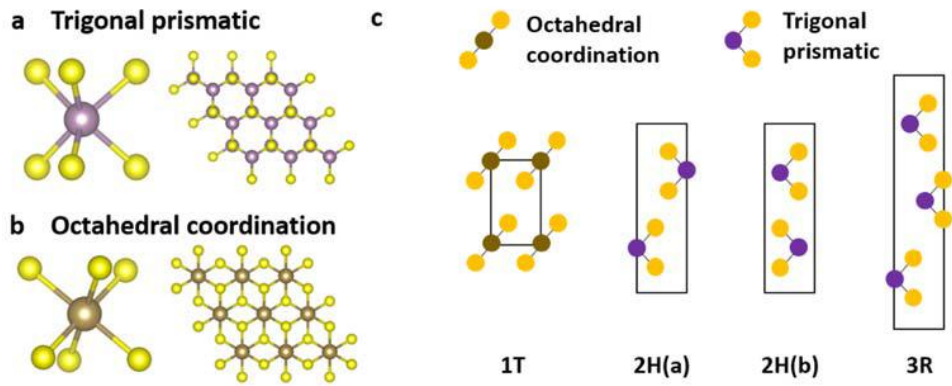 a Trigonal prismatic
b Octahedral coordination
c
Octahedral
coordination
Trigonal
prismatic
1T 2H(a) 2H(b) 3R